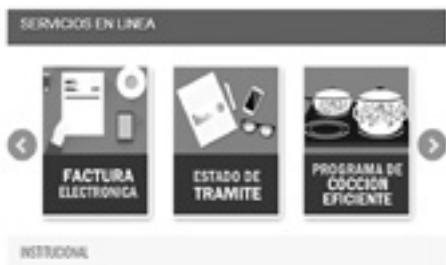 SERVICIOS EN LINEA
FACTURA
ELECTRONICA
ESTADO DE
TRAMITE
PROGRAMA DE
COCCION
EFICIENTE
INSTITUCIONAL